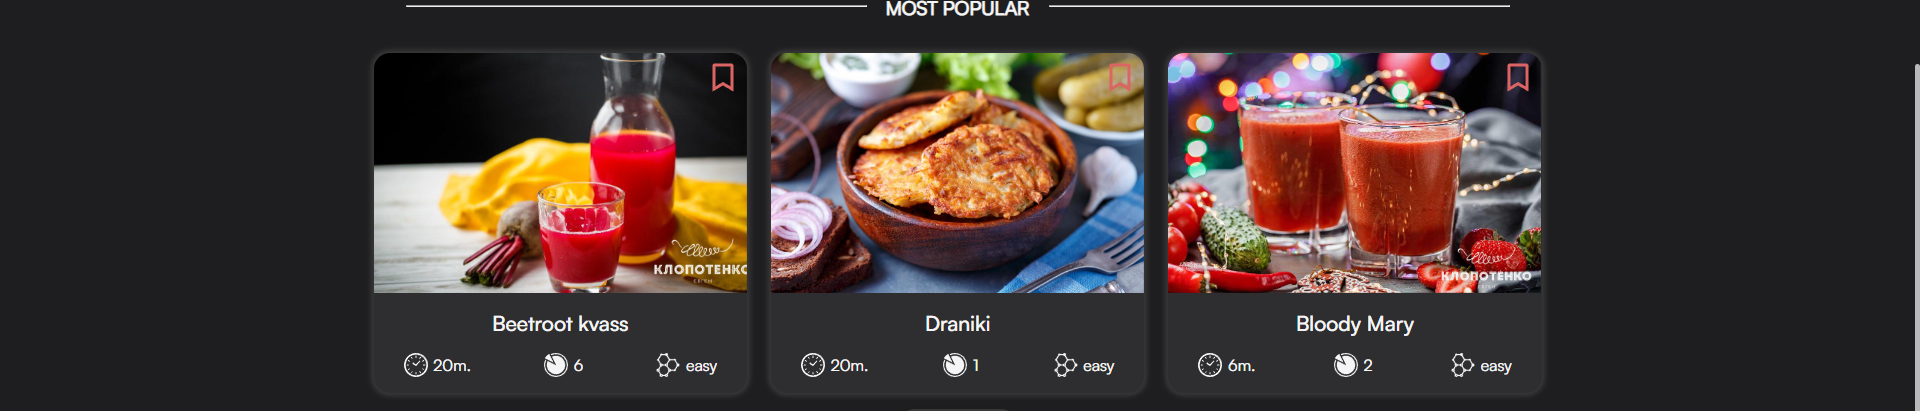 MOST POPULAR
КЛОПОТЕНКО
КЛОПОТЕНКО
Beetroot kvass
Draniki
Bloody Mary
20m. 6 easy
20m. 1 easy
6m. 2 easy